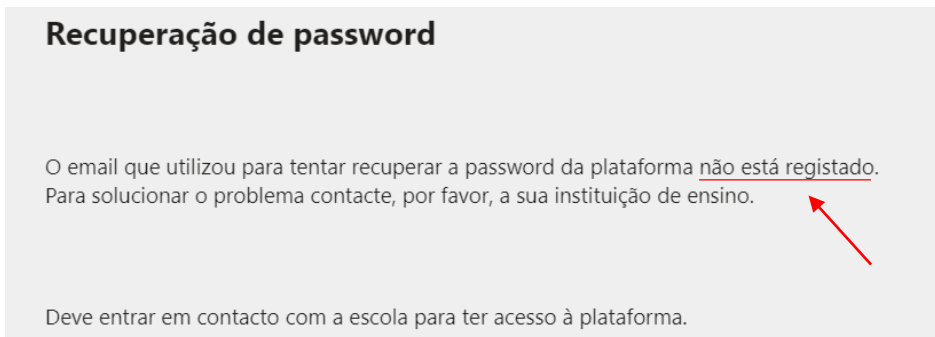 Recuperação de password
O email que utilizou para tentar recuperar a password da plataforma não está registado.
Para solucionar o problema contacte, por favor, a sua instituição de ensino.
Deve entrar em contacto com a escola para ter acesso à plataforma.